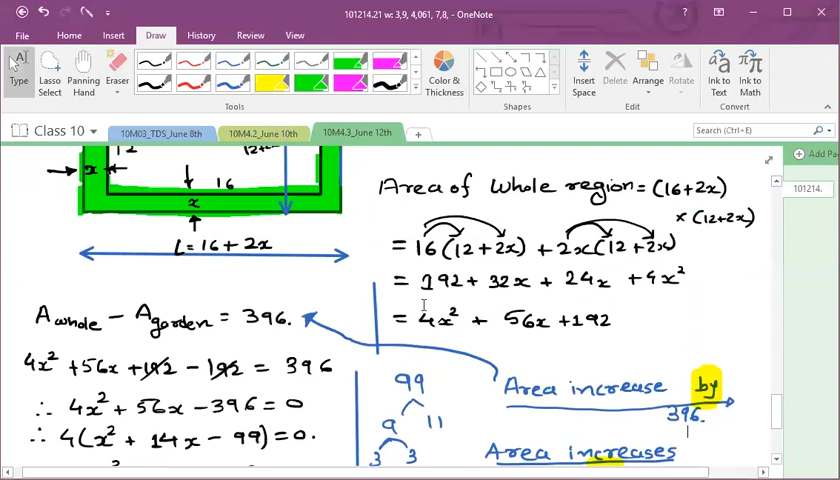 101214.21 w: 3,9, 4,061, 7,8, - OneNote
File Home Insert Draw History Review View
Type Lasso Select Panning Hand Eraser Color & Thickness Insert Space Delete Arrange Rotate Ink to Text Ink to Math
Tools Shapes Edit Convert
Class 10 10M03_TDS_June 8th 10M4.2_June 10th 10M4.3_June 12th + Search (Ctrl+E)
Add Pag
101214.
12
x
16
x
L = 16 + 2x
Area of Whole region = (16+2x)
× (12+2x)
= 16(12+2x) + 2x(12+2x)
= 192 + 32x + 24x + 4x²
= 4x² + 56x + 192
A whole - A garden = 396.
4x² + 56x + 192 - 192 = 396
∴ 4x² + 56x - 396 = 0
∴ 4(x² + 14x - 99) = 0.
99
9 11
3 3
Area increase by
396.
Area increases